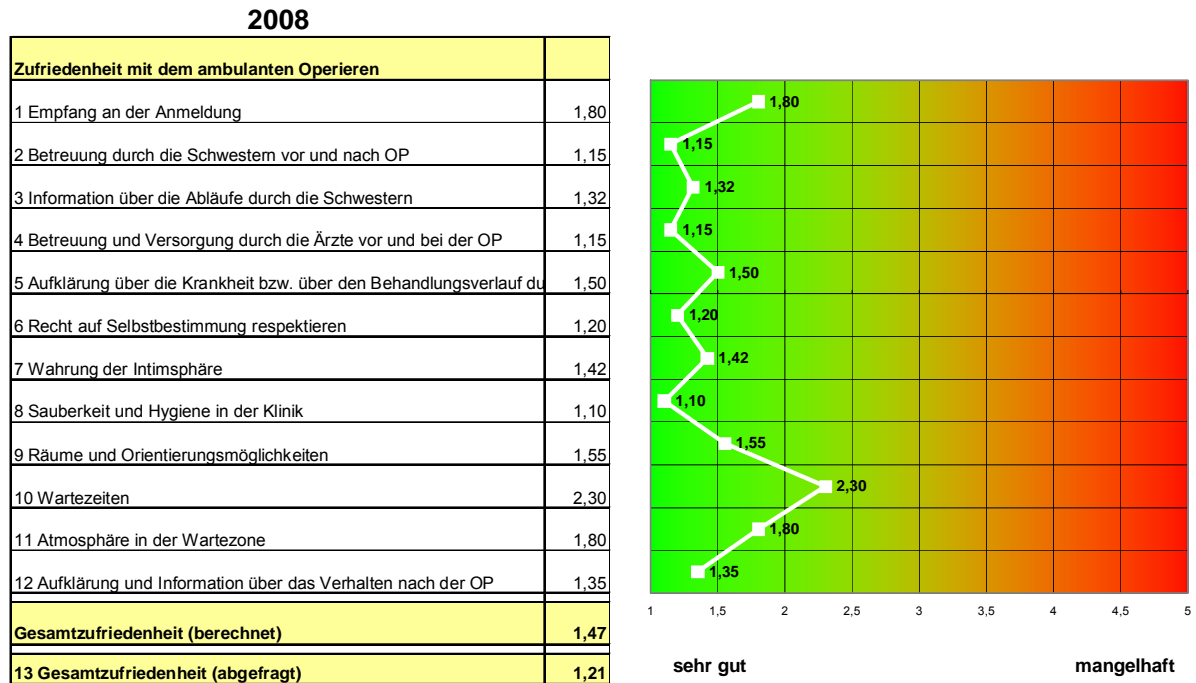 2008
Zufriedenheit mit dem ambulanten Operieren
1 Empfang an der Anmeldung 1,80
2 Betreuung durch die Schwestern vor und nach OP 1,15
3 Information über die Abläufe durch die Schwestern 1,32
4 Betreuung und Versorgung durch die Ärzte vor und bei der OP 1,15
5 Aufklärung über die Krankheit bzw. über den Behandlungsverlauf du 1,50
6 Recht auf Selbstbestimmung respektieren 1,20
7 Wahrung der Intimsphäre 1,42
8 Sauberkeit und Hygiene in der Klinik 1,10
9 Räume und Orientierungsmöglichkeiten 1,55
10 Wartezeiten 2,30
11 Atmosphäre in der Wartezone 1,80
12 Aufklärung und Information über das Verhalten nach der OP 1,35
Gesamtzufriedenheit (berechnet) 1,47
13 Gesamtzufriedenheit (abgefragt) 1,21
1,80
1,15
1,32
1,15
1,50
1,20
1,42
1,10
1,55
2,30
1,80
1,35
1 1,5 2 2,5 3 3,5 4 4,5 5
sehr gut mangelhaft